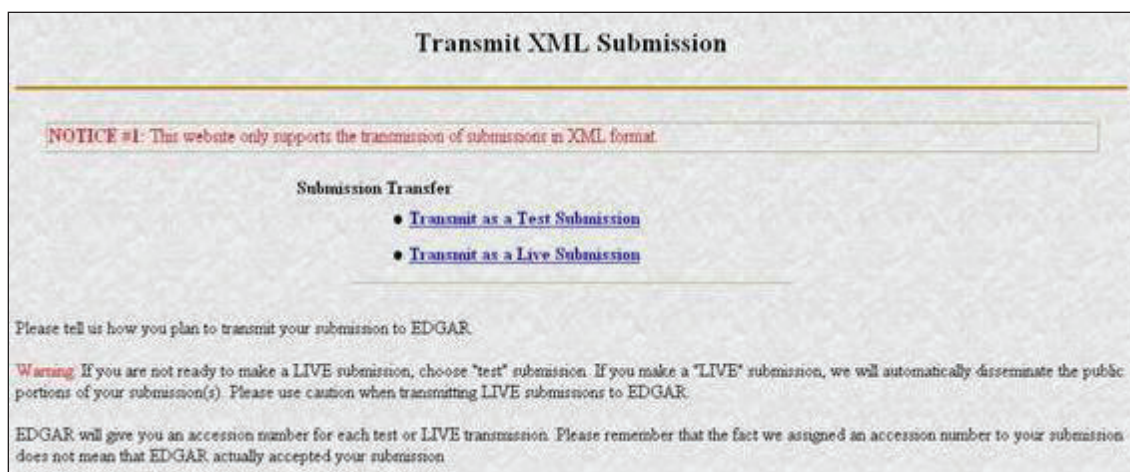 Transmit XML Submission
NOTICE #1: This website only supports the transmission of submissions in XML format.
Submission Transfer
• Transmit as a Test Submission
• Transmit as a Live Submission
Please tell us how you plan to transmit your submission to EDGAR.
Warning: If you are not ready to make a LIVE submission, choose "test" submission. If you make a "LIVE" submission, we will automatically disseminate the public
portions of your submission(s). Please use caution when transmitting LIVE submissions to EDGAR.
EDGAR will give you an accession number for each test or LIVE transmission. Please remember that the fact we assigned an accession number to your submission
does not mean that EDGAR actually accepted your submission.